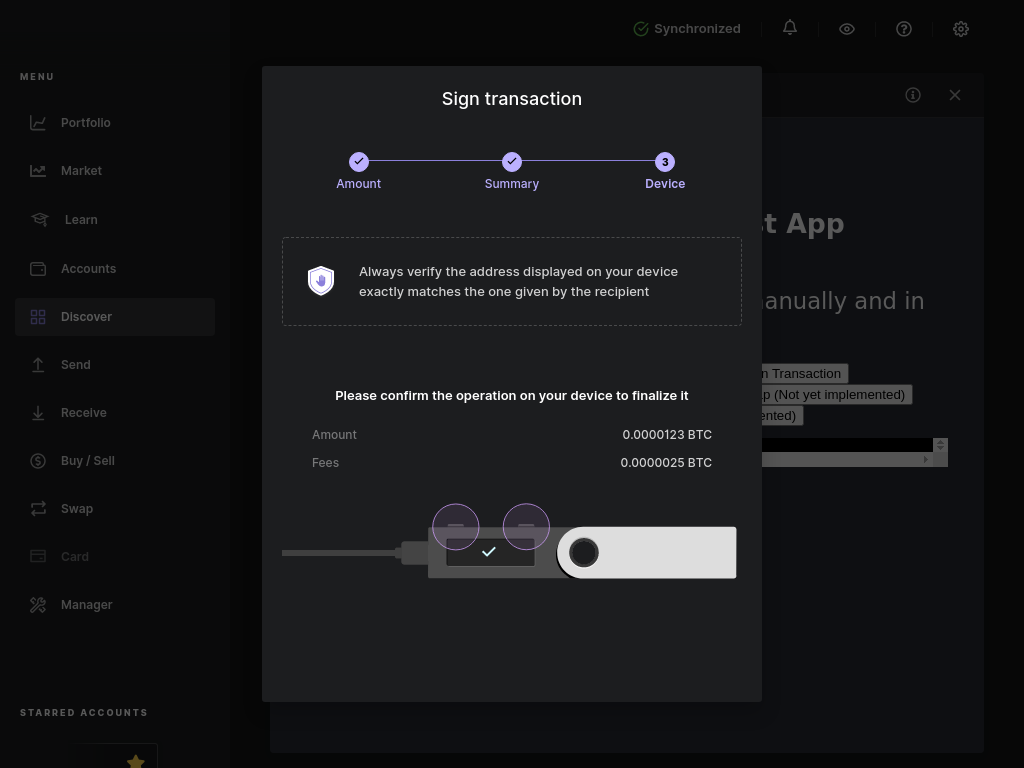 Synchronized
MENU
Portfolio
Market
Learn
Accounts
Discover
Send
Receive
Buy / Sell
Swap
Card
Manager
STARRED ACCOUNTS
Sign transaction
3
Amount
Summary
Device
Always verify the address displayed on your device
exactly matches the one given by the recipient
Please confirm the operation on your device to finalize it
Amount
0.0000123 BTC
Fees
0.0000025 BTC
App
and in
Transaction
(Not yet implemented)